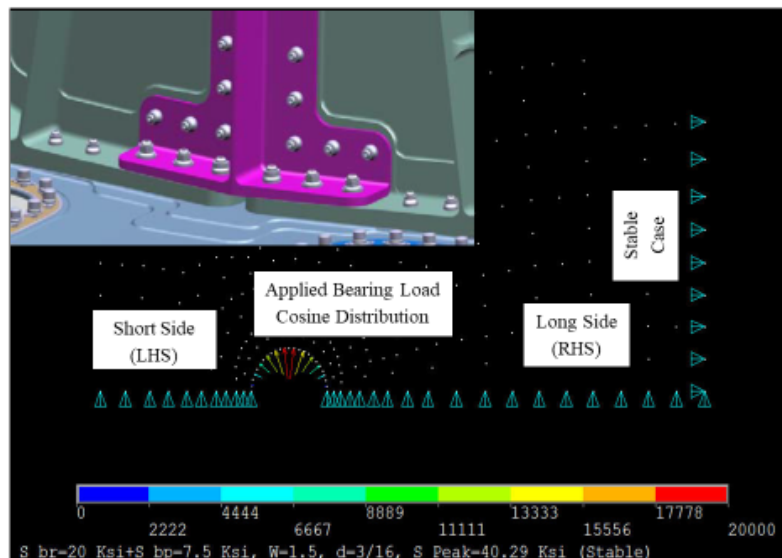 Stable
Case
Applied Bearing Load
Cosine Distribution
Short Side
(LHS)
Long Side
(RHS)
0 4444 8889 13333 17778
2222 6667 11111 15556 20000
S br=20 Ksi+S bp=7.5 Ksi, W=1.5, d=3/16, S Peak=40.29 Ksi (Stable)